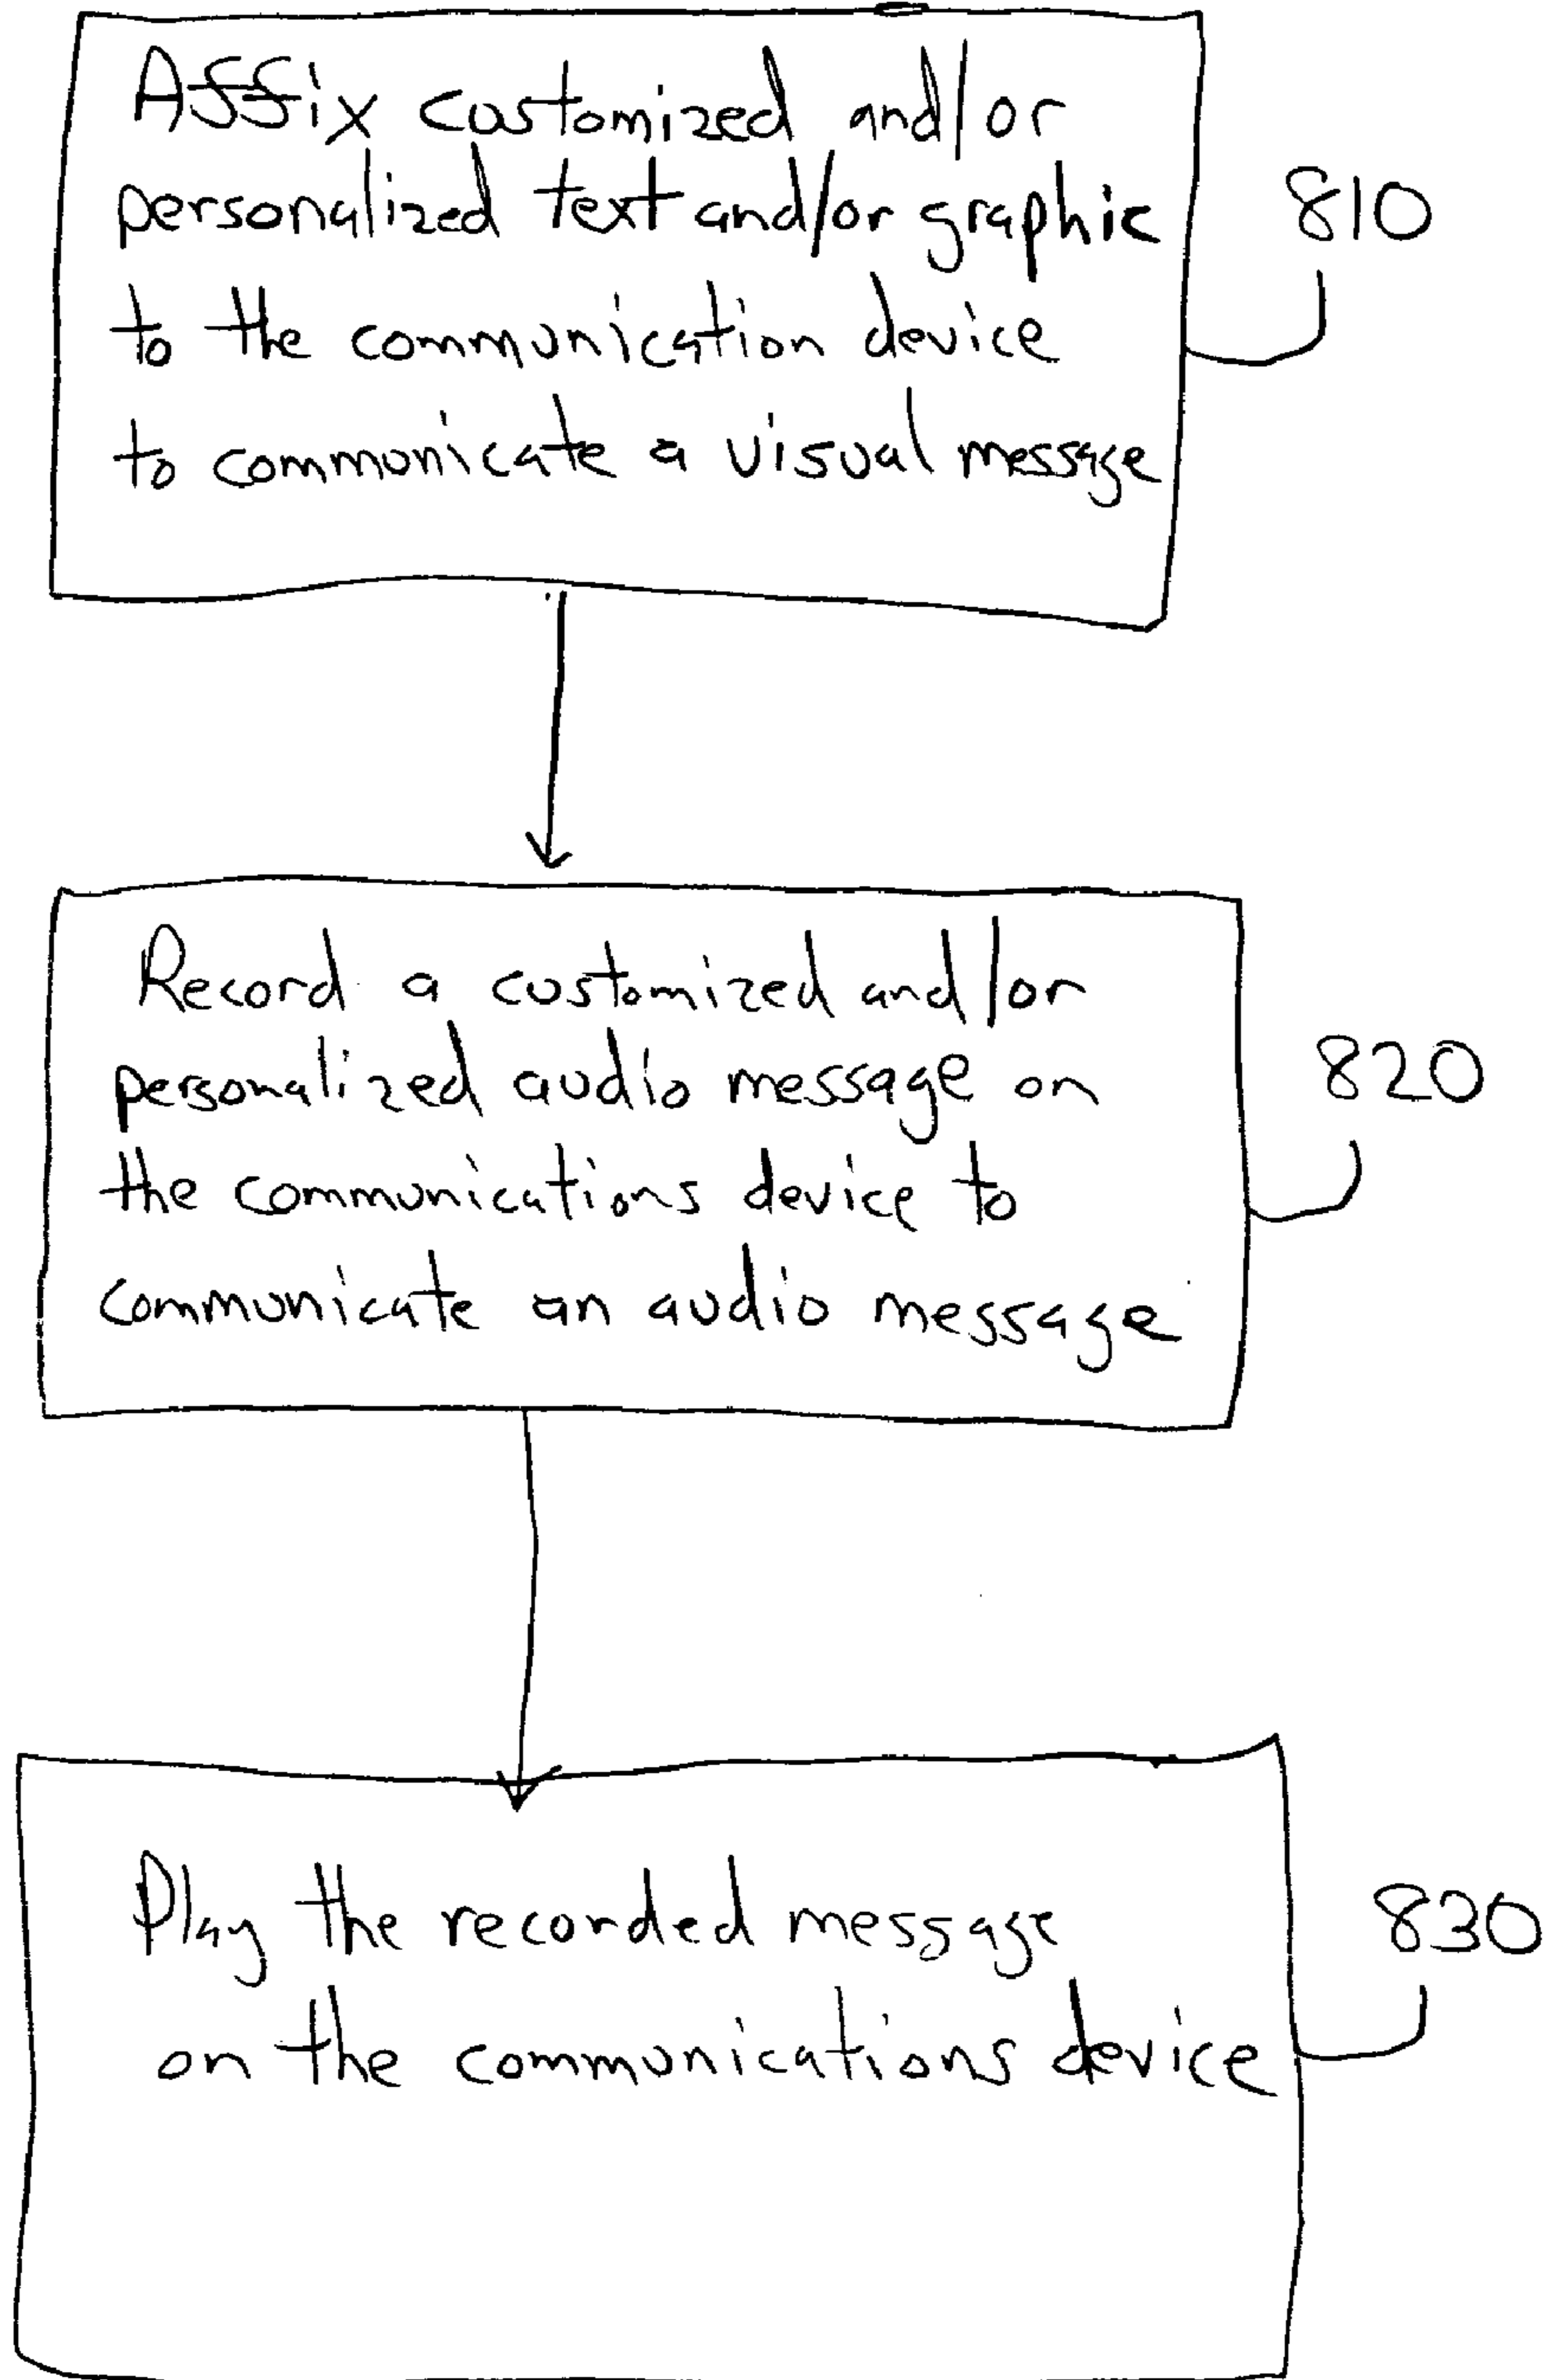 Affix customized and/or
personalized text and/or graphic
to the communication device
to communicate a visual message
810
Record a customized and/or
personalized audio message on
the communications device to
communicate an audio message
820
Play the recorded message
on the communications device
830